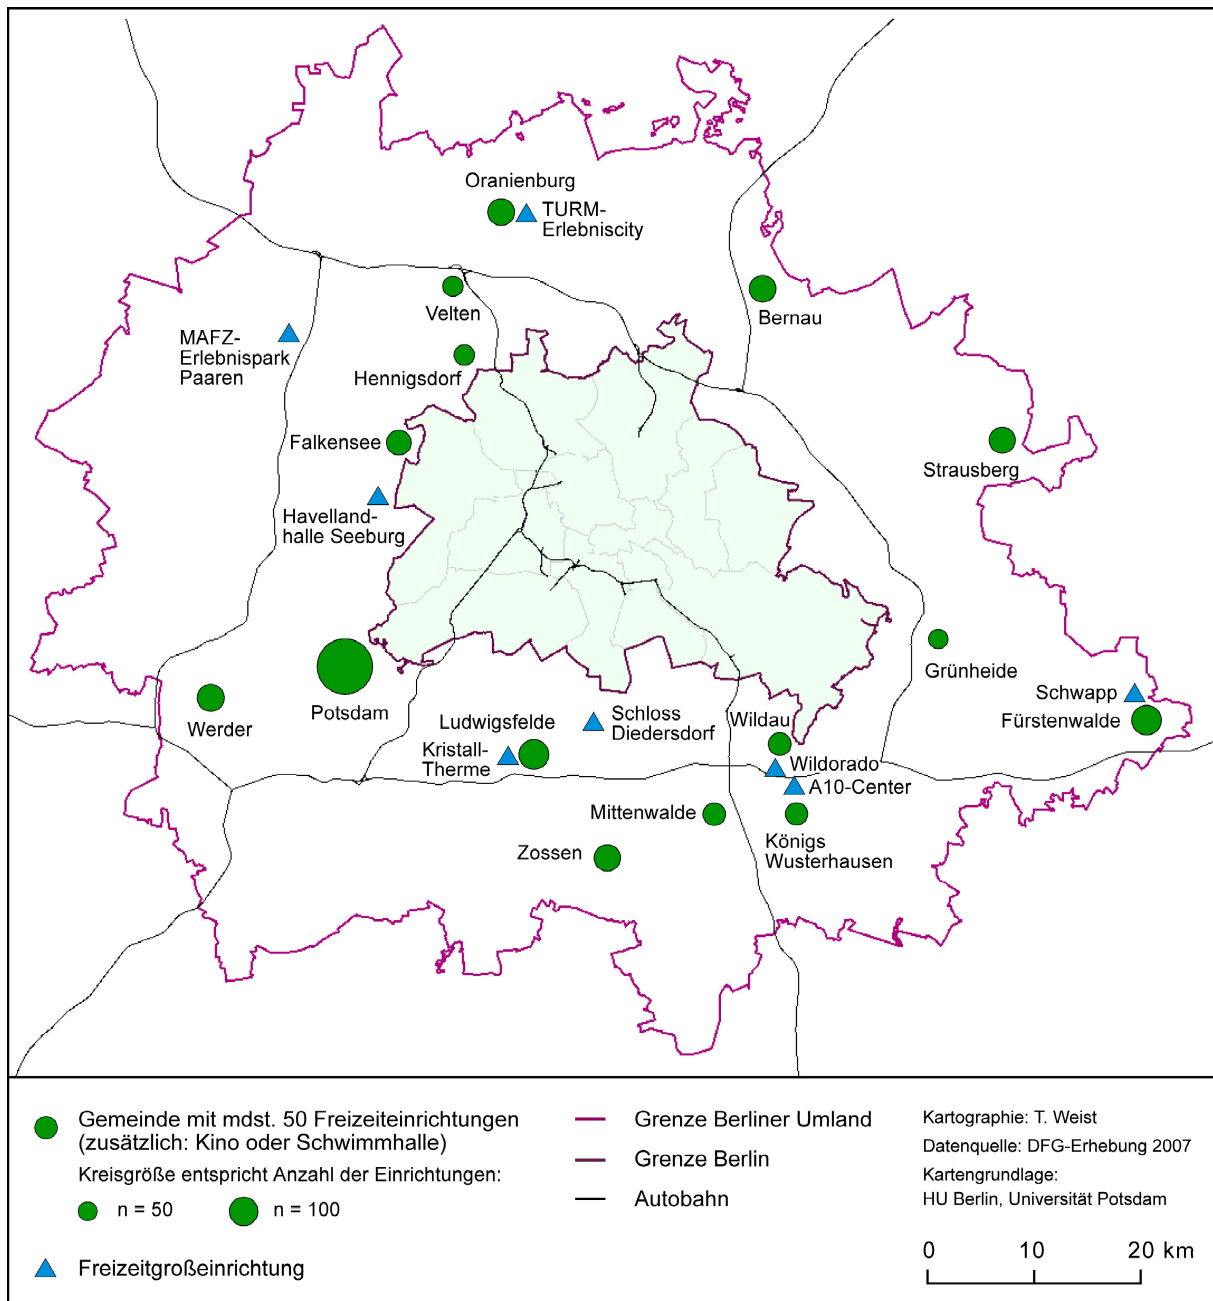 Oranienburg
TURM-
Erlebniscity
Velten
Bernau
MAFZ-
Erlebnispark
Paaren
Hennigsdorf
Falkensee
Strausberg
Havelland-
halle Seeburg
Grünheide
Schwapp
Fürstenwalde
Potsdam
Werder
Ludwigsfelde
Kristall-
Therme
Schloss
Diedersdorf
Wildau
Wildorado
A10-Center
Mittenwalde
Königs
Wusterhausen
Zossen
Gemeinde mit mdst. 50 Freizeiteinrichtungen
(zusätzlich: Kino oder Schwimmhalle)
Kreisgröße entspricht Anzahl der Einrichtungen:
n = 50
n = 100
Freizeitgroßeinrichtung
Grenze Berliner Umland
Grenze Berlin
Autobahn
Kartographie: T. Weist
Datenquelle: DFG-Erhebung 2007
Kartengrundlage:
HU Berlin, Universität Potsdam
0 10 20 km